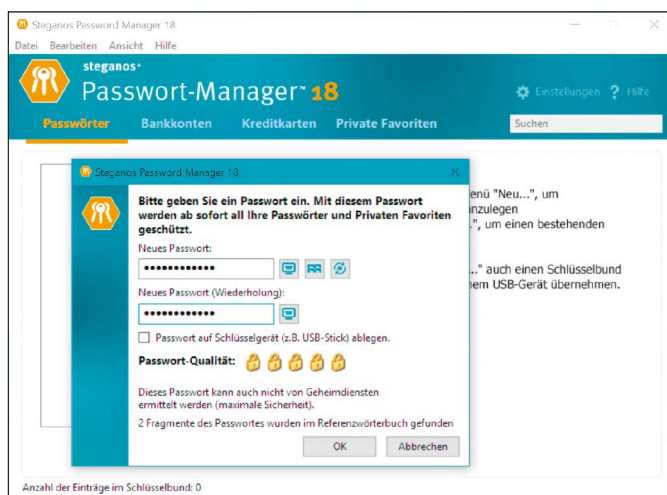 Steganos Password Manager 18
Datei Bearbeiten Ansicht Hilfe
steganos
Passwort-Manager™ 18
Einstellungen ? Hilfe
Passwörter Bankkonten Kreditkarten Private Favoriten
Suchen
Steganos Password Manager 18
Bitte geben Sie ein Passwort ein. Mit diesem Passwort
werden ab sofort all Ihre Passwörter und Privaten Favoriten
geschützt.
Neues Passwort:
••••••••••••
Neues Passwort (Wiederholung):
••••••••••••
Passwort auf Schlüsselgerät (z.B. USB-Stick) ablegen.
Passwort-Qualität:
Dieses Passwort kann auch nicht von Geheimdiensten
ermittelt werden (maximale Sicherheit).
2 Fragmente des Passwortes wurden im Referenzwörterbuch gefunden
OK Abbrechen
enü "Neu...", um
nzulegen
.", um einen bestehenden
..." auch einen Schlüsselbund
nem USB-Gerät übernehmen.
Anzahl der Einträge im Schlüsselbund: 0